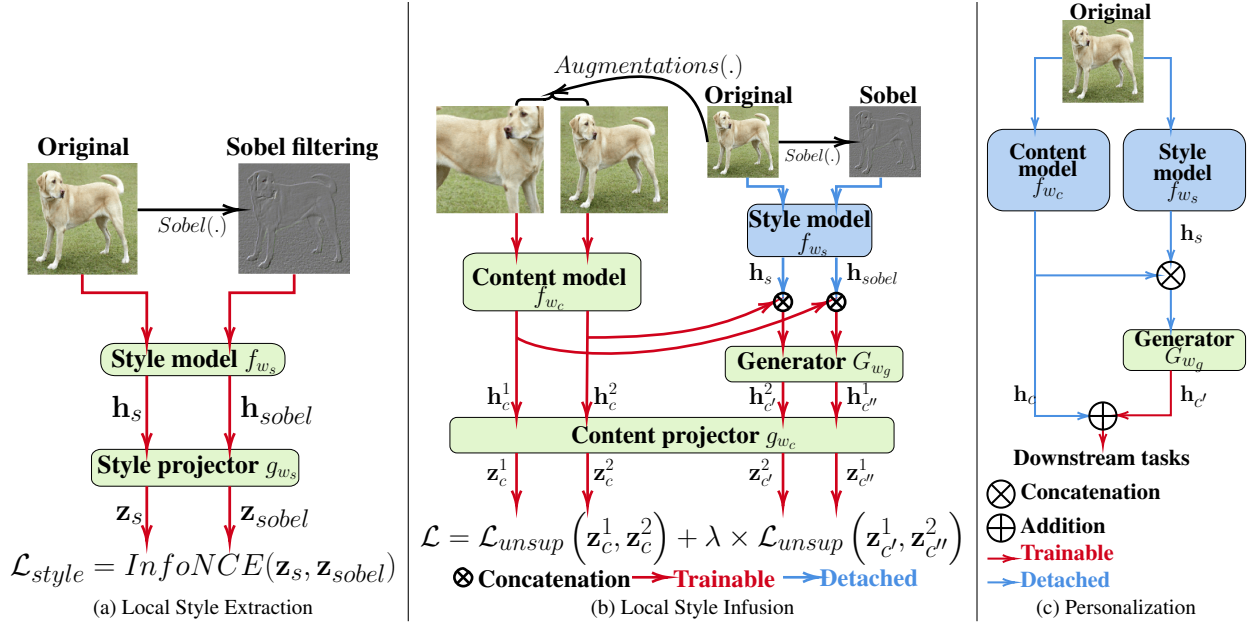 Original
Sobel filtering
Sobel(.)
Style model f_{w_s}
h_s
h_{sobel}
Style projector g_{w_s}
z_s
z_{sobel}
L_{style} = InfoNCE(z_s, z_{sobel})
(a) Local Style Extraction
Augmentations(.)
Original
Sobel
Sobel(.)
Style model
f_{w_s}
Content model
f_{w_c}
h_s
h_{sobel}
Generator G_{w_g}
h_c^1
h_c^2
h_{c'}^2
h_{c''}^1
Content projector g_{w_c}
z_c^1
z_c^2
z_{c'}^2
z_{c''}^1
L = L_{unsup} (z_c^1, z_c^2) + λ × L_{unsup} (z_{c'}^1, z_{c''}^2)
Concatenation
Trainable
Detached
(b) Local Style Infusion
Original
Content
model
f_{w_c}
Style
model
f_{w_s}
h_s
Generator
G_{w_g}
h_c
h_{c'}
Downstream tasks
Concatenation
Addition
Trainable
Detached
(c) Personalization